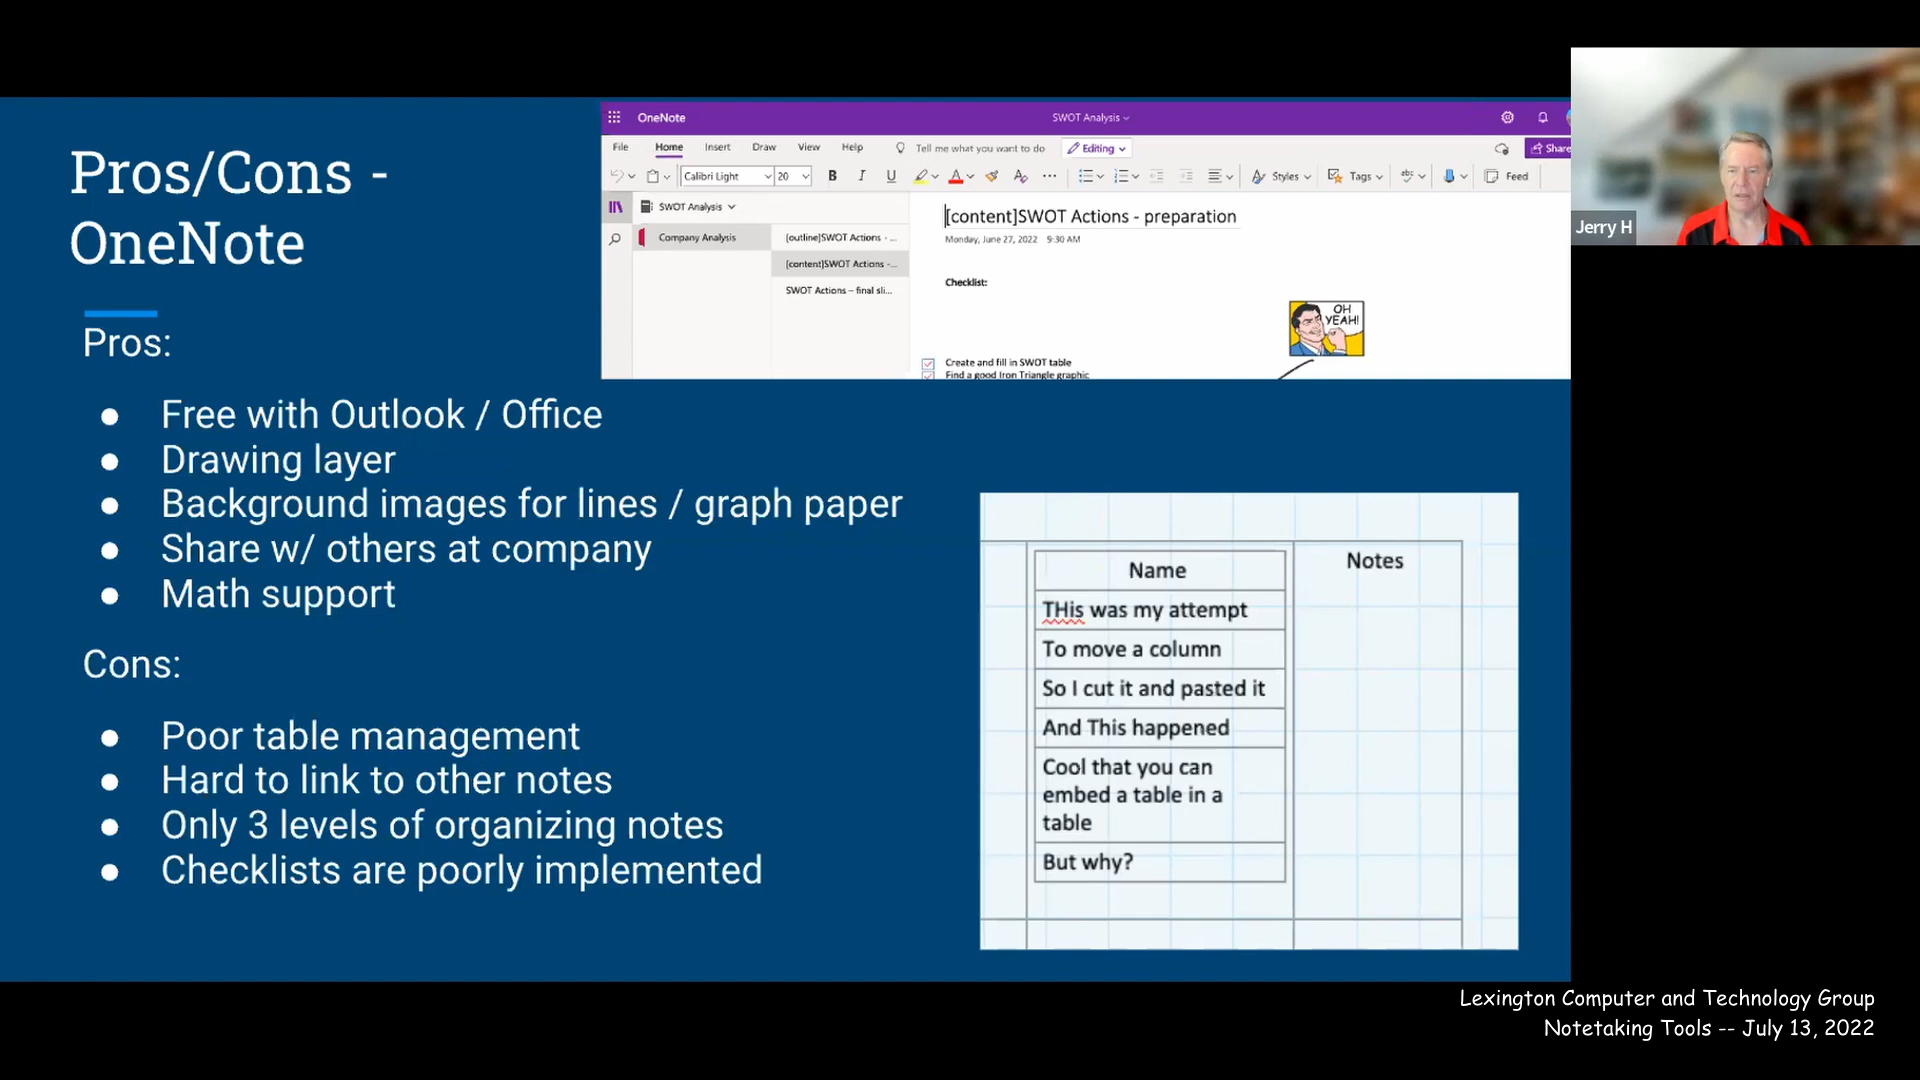 Pros/Cons -
OneNote
Pros:
● Free with Outlook / Office
● Drawing layer
● Background images for lines / graph paper
● Share w/ others at company
● Math support
Cons:
● Poor table management
● Hard to link to other notes
● Only 3 levels of organizing notes
● Checklists are poorly implemented
OneNote
SWOT Analysis
File Home Insert Draw View Help Tell me what you want to do Editing Share
Calibri Light 20 B I U Styles Tags abc Feed
SWOT Analysis
Company Analysis
[outline]SWOT Actions - ...
[content]SWOT Actions -...
SWOT Actions – final sli...
[content]SWOT Actions - preparation
Monday, June 27, 2022 9:30 AM
Checklist:
OH
YEAH!
Create and fill in SWOT table
Find a good Iron Triangle graphic
Name Notes
THis was my attempt
To move a column
So I cut it and pasted it
And This happened
Cool that you can
embed a table in a
table
But why?
Jerry H
Lexington Computer and Technology Group
Notetaking Tools -- July 13, 2022